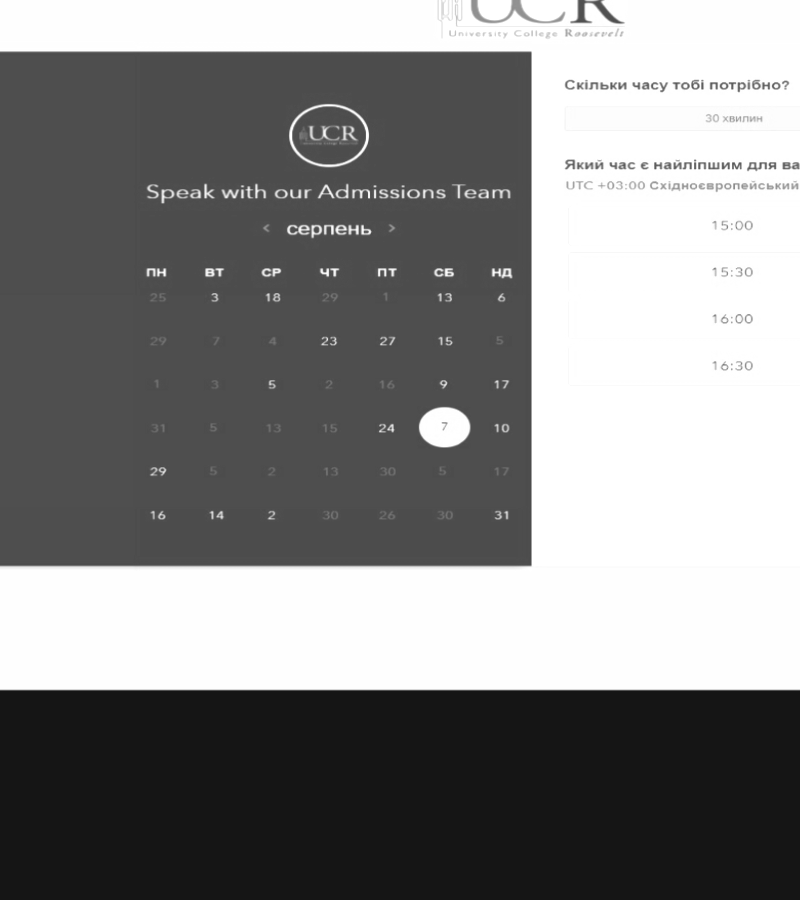 UCR
University College Roosevelt
UCR
Speak with our Admissions Team
< серпень >
ПН ВТ СР ЧТ ПТ СБ НД
25 3 18 29 1 13 6
29 7 4 23 27 15 5
1 3 5 2 16 9 17
31 5 13 15 24 7 10
29 5 2 13 30 5 17
16 14 2 30 26 30 31
Скільки часу тобі потрібно?
30 хвилин
Який час є найліпшим для ва
UTC +03:00 Східноєвропейський
15:00
15:30
16:00
16:30